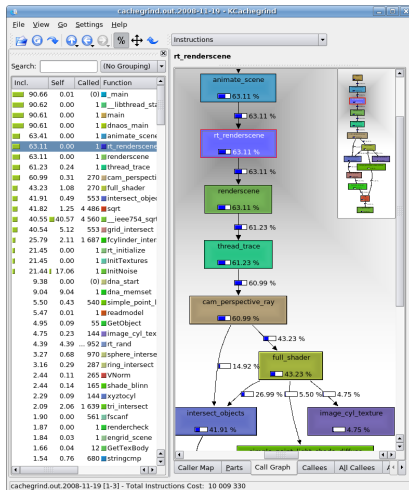 cachegrind.out.2008-11-19 - KCachegrind
File View Go Settings Help
% Instructions
Search: (No Grouping)
rt_renderscene
Incl. Self Called Function
90.66 0.01 (0) _main
90.62 0.00 1 __libthread_sta
90.61 0.00 1 main
90.61 0.00 1 dnaos_main
63.41 0.00 1 animate_scene
63.11 0.00 1 rt_renderscene
63.11 0.00 1 renderscene
61.23 0.24 1 thread_trace
60.99 0.31 270 cam_perspecti
43.23 1.08 270 full_shader
41.91 0.49 553 intersect_objec
41.82 1.25 4 486 sqrt
40.55 40.57 4 560 __ieee754_sqrt
40.54 5.12 553 grid_intersect
25.79 2.11 1 687 fcylinder_inter
21.45 0.00 1 rt_initialize
21.45 0.00 1 InitTextures
21.44 17.06 1 InitNoise
9.38 0.00 (0) dna_start
9.04 9.04 1 dna_memset
5.50 0.43 540 simple_point_l
5.47 0.01 1 readmodel
4.95 0.09 55 GetObject
4.75 0.23 144 image_cyl_tex
4.39 4.39 ... 952 rt_rand
3.27 0.68 970 sphere_interse
3.16 0.29 287 ring_intersect
2.44 0.11 265 VNorm
2.44 0.14 165 shade_blinn
2.29 0.09 144 xyztocyl
2.09 2.06 1 639 tri_intersect
1.90 0.00 561 fscanf
1.87 0.00 1 rendercheck
1.84 0.03 1 engrid_scene
1.66 0.04 12 GetTexBody
1.54 0.76 680 stringcmp
animate_scene
63.11 %
63.11 %
rt_renderscene
63.11 %
63.11 %
renderscene
63.11 %
61.23 %
thread_trace
61.23 %
60.99 %
cam_perspective_ray
60.99 %
43.23 %
14.92 %
full_shader
43.23 %
26.99 % 5.50 % 4.75 %
intersect_objects
41.91 %
image_cyl_texture
4.75 %
Caller Map Parts Call Graph Callees All Callees
cachegrind.out.2008-11-19 [1-3] - Total Instructions Cost: 10 009 330